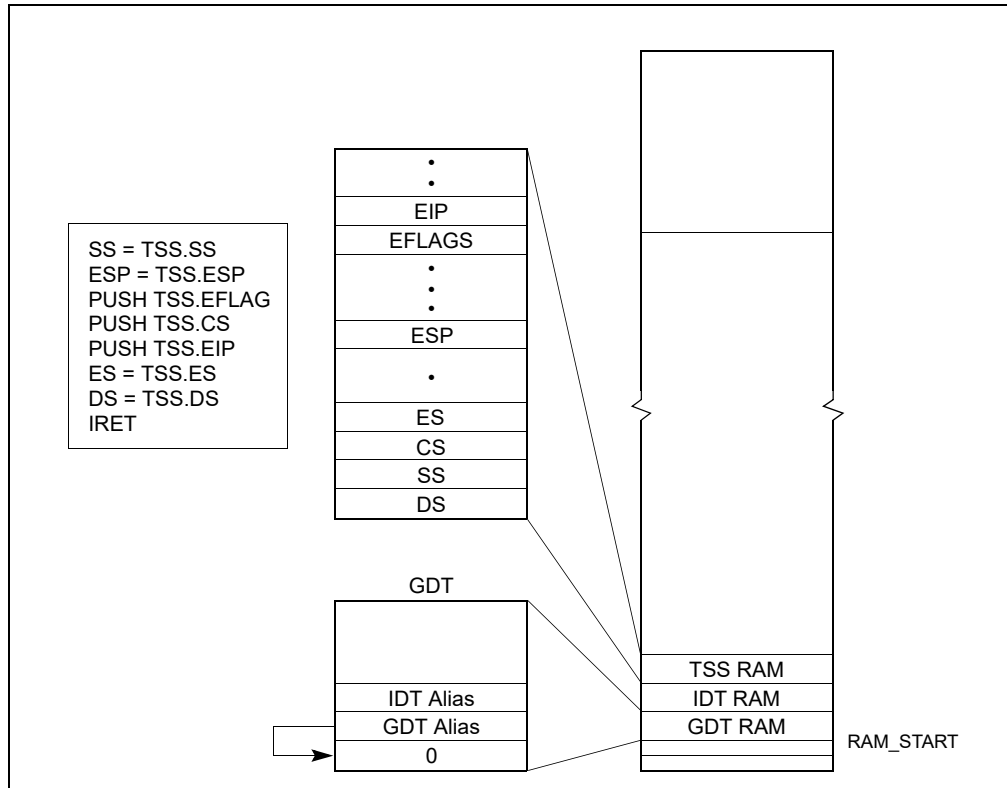 SS = TSS.SS
ESP = TSS.ESP
PUSH TSS.EFLAG
PUSH TSS.CS
PUSH TSS.EIP
ES = TSS.ES
DS = TSS.DS
IRET
EIP
EFLAGS
ESP
ES
CS
SS
DS
GDT
IDT Alias
GDT Alias
0
TSS RAM
IDT RAM
GDT RAM
RAM_START